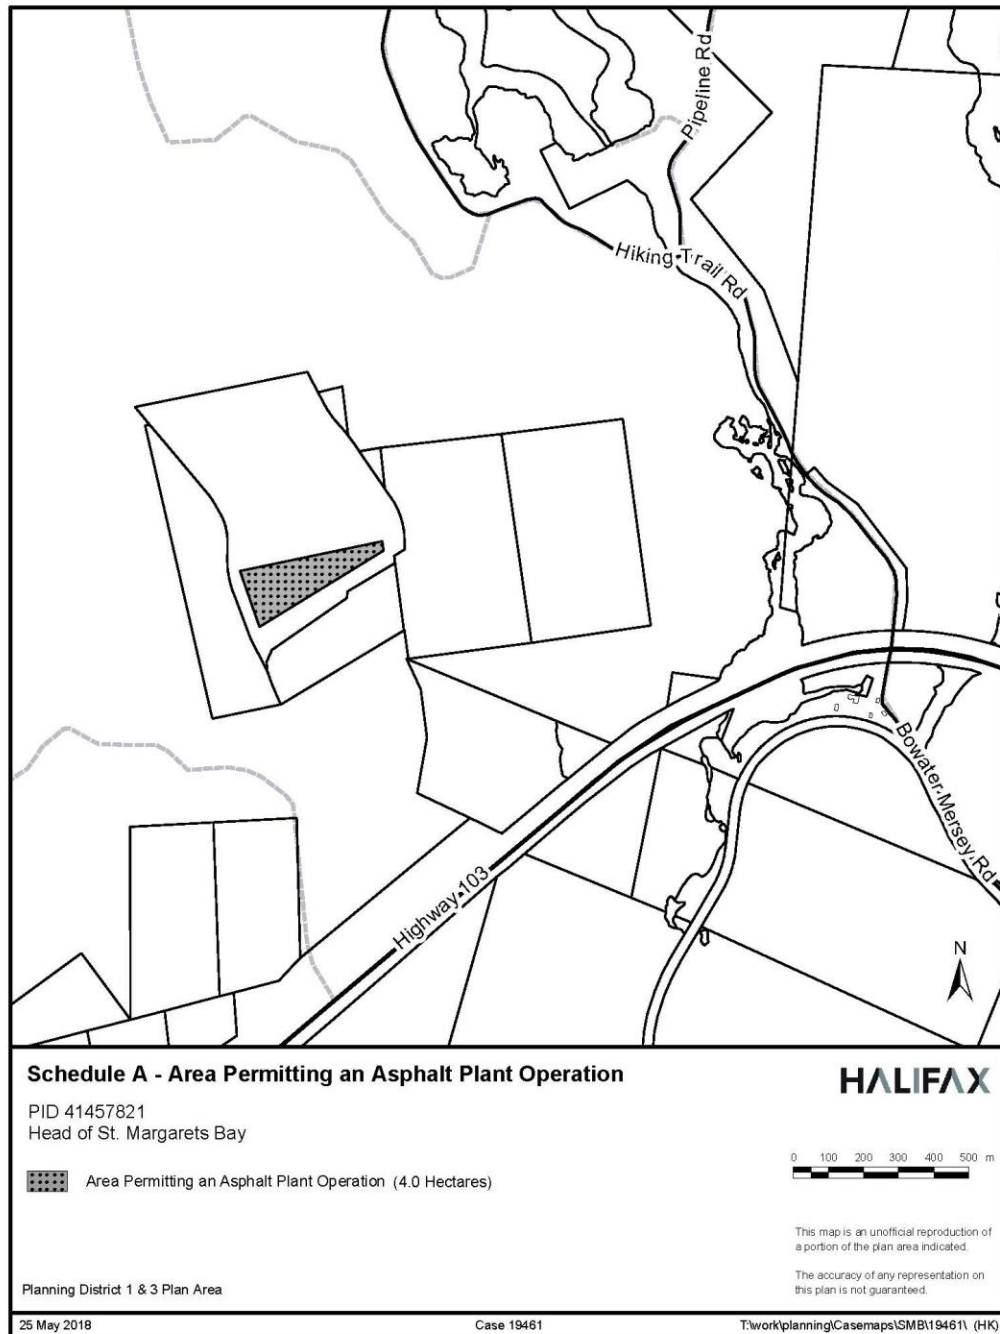 Pipeline Rd
Hiking Trail Rd
Bowater Mersey Rd
Highway 103
N
Schedule A - Area Permitting an Asphalt Plant Operation
HALIFAX
PID 41457821
Head of St. Margarets Bay
Area Permitting an Asphalt Plant Operation (4.0 Hectares)
0 100 200 300 400 500 m
This map is an unofficial reproduction of
a portion of the plan area indicated.
The accuracy of any representation on
this plan is not guaranteed.
Planning District 1 & 3 Plan Area
25 May 2018 Case 19461 T:\work\planning\Casemaps\SMB\19461\ (HK)